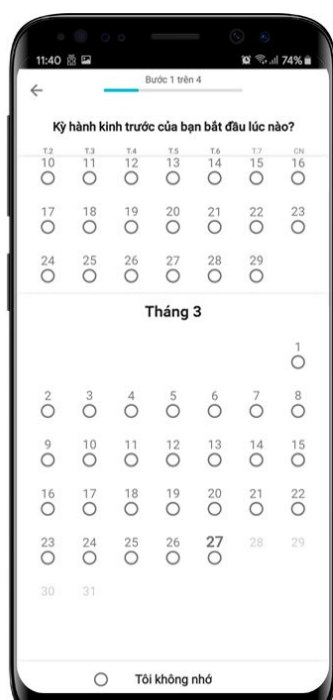 11:40 74%
Bước 1 trên 4
Kỳ hành kinh trước của bạn bắt đầu lúc nào?
T.2 T.3 T.4 T.5 T.6 T.7 CN
10 11 12 13 14 15 16
17 18 19 20 21 22 23
24 25 26 27 28 29
Tháng 3
1
2 3 4 5 6 7 8
9 10 11 12 13 14 15
16 17 18 19 20 21 22
23 24 25 26 27 28 29
30 31
Tôi không nhớ